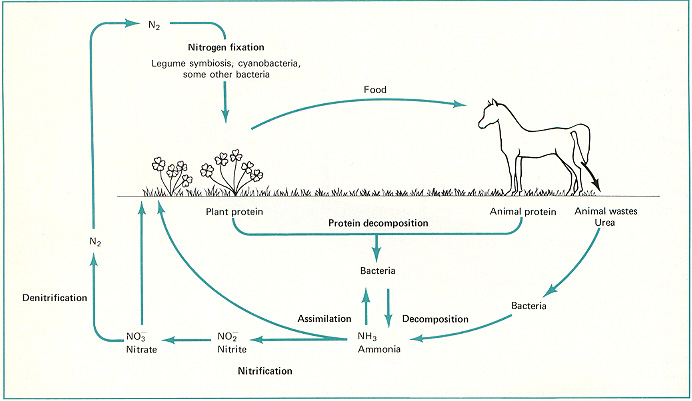 N2
Nitrogen fixation
Legume symbiosis, cyanobacteria,
some other bacteria
Food
Plant protein
Protein decomposition
Animal protein
Animal wastes
Urea
N2
Bacteria
Denitrification
Bacteria
Assimilation
Decomposition
NO3-
Nitrate
NO2-
Nitrite
NH3
Ammonia
Nitrification